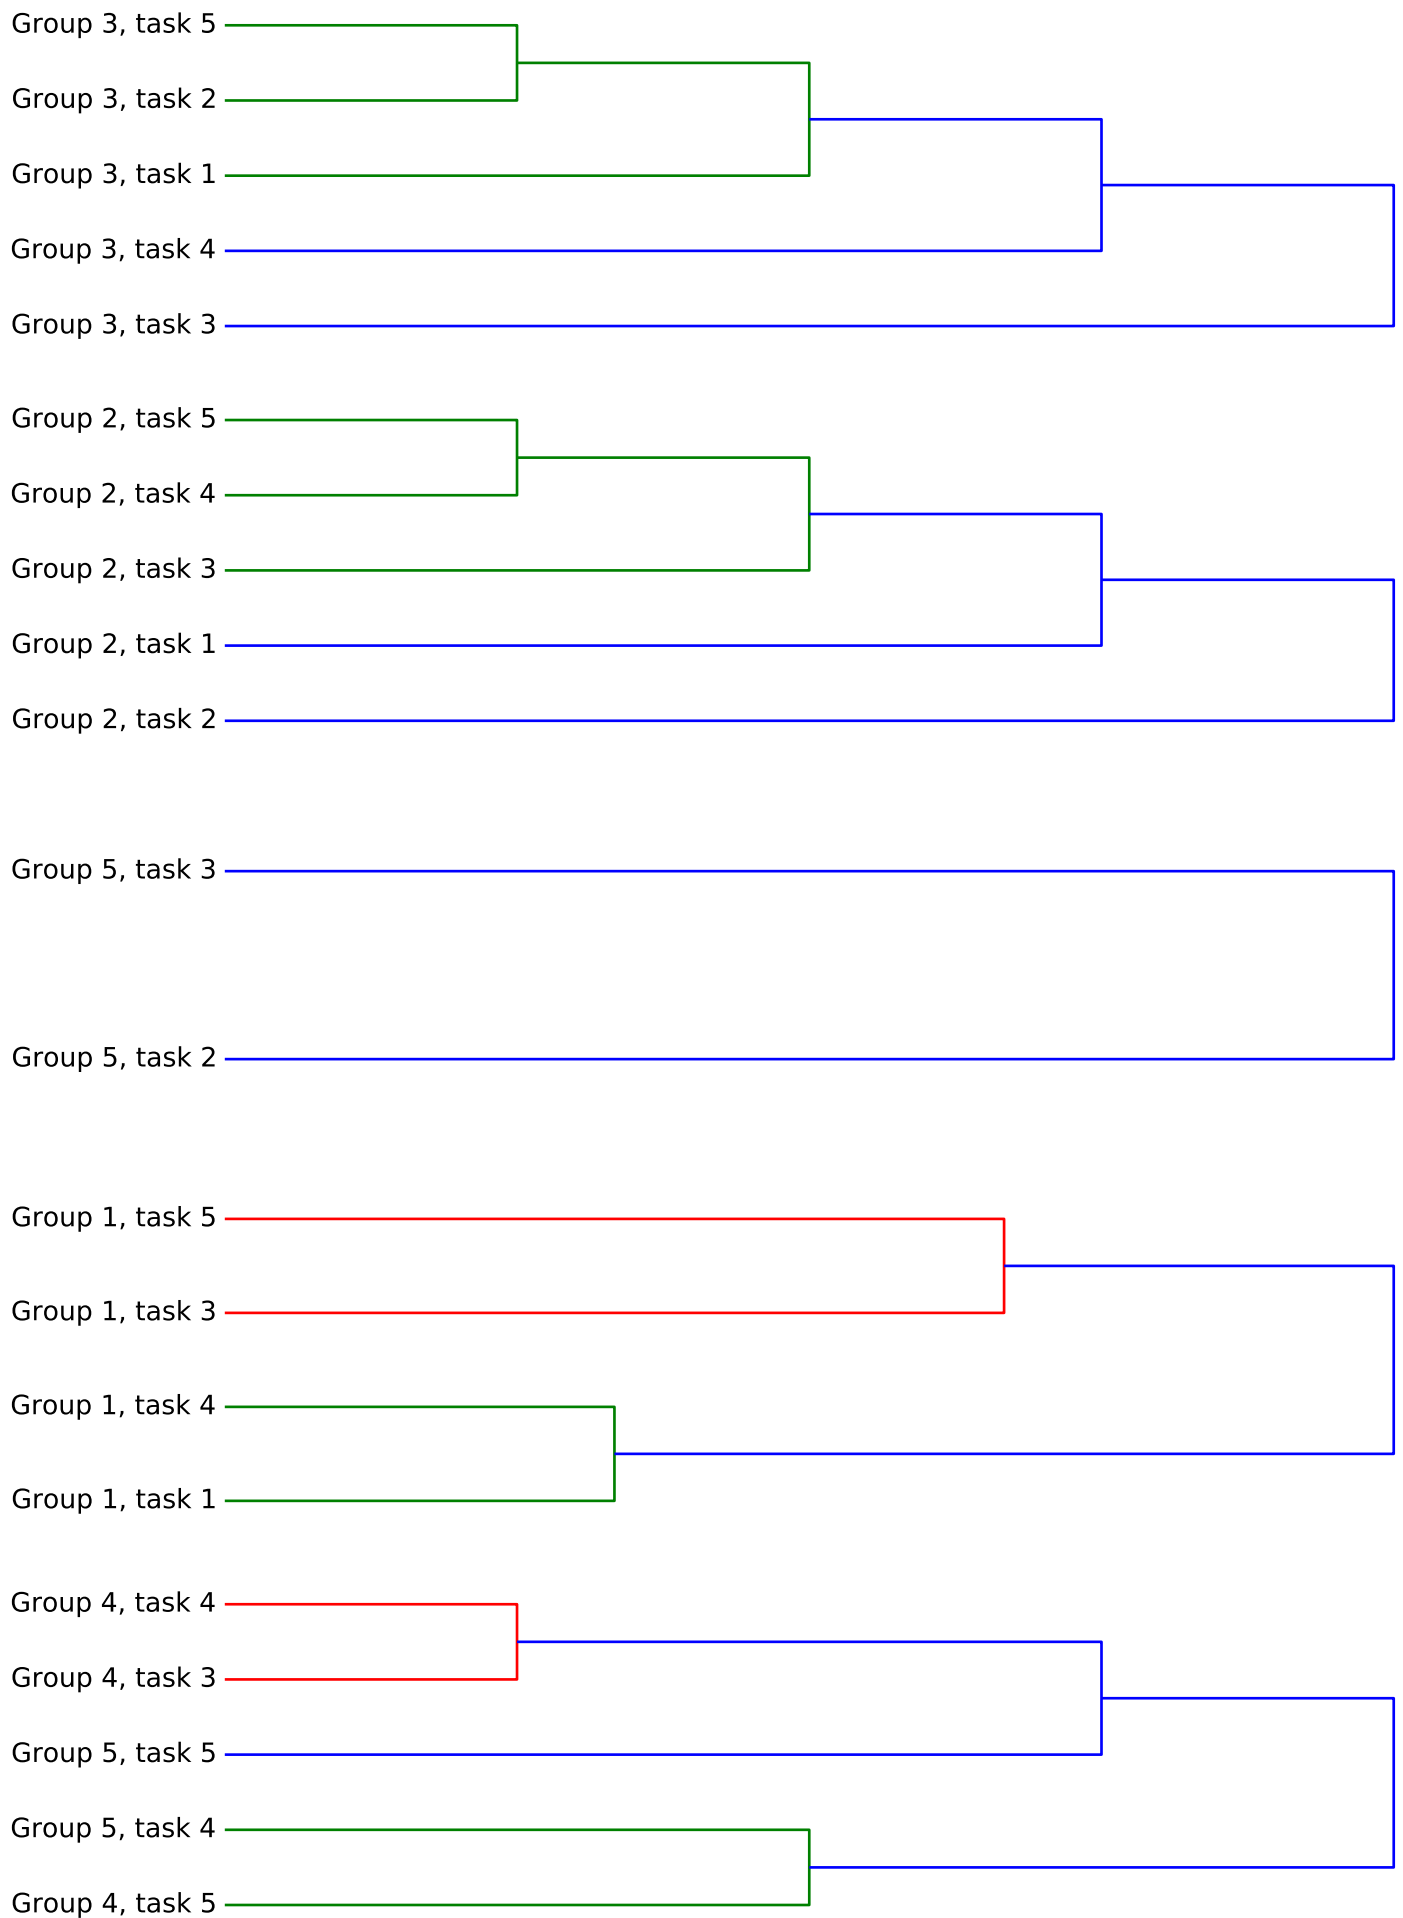 Group 3, task 5
Group 3, task 2
Group 3, task 1
Group 3, task 4
Group 3, task 3
Group 2, task 5
Group 2, task 4
Group 2, task 3
Group 2, task 1
Group 2, task 2
Group 5, task 3
Group 5, task 2
Group 1, task 5
Group 1, task 3
Group 1, task 4
Group 1, task 1
Group 4, task 4
Group 4, task 3
Group 5, task 5
Group 5, task 4
Group 4, task 5